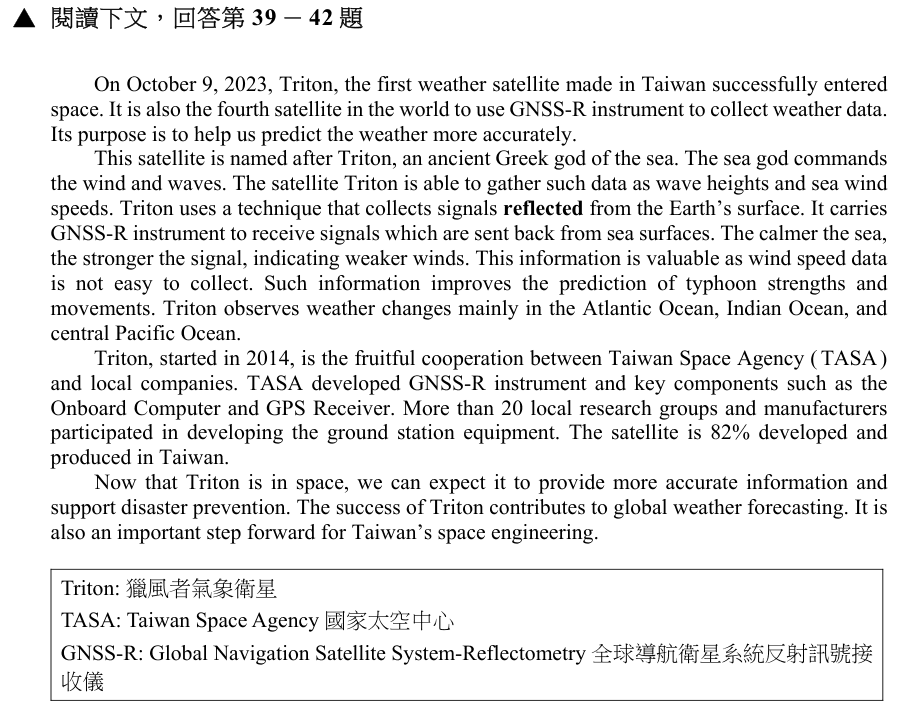 ▲ 閱讀下文，回答第 39 － 42 題
On October 9, 2023, Triton, the first weather satellite made in Taiwan successfully entered
space. It is also the fourth satellite in the world to use GNSS-R instrument to collect weather data.
Its purpose is to help us predict the weather more accurately.
This satellite is named after Triton, an ancient Greek god of the sea. The sea god commands
the wind and waves. The satellite Triton is able to gather such data as wave heights and sea wind
speeds. Triton uses a technique that collects signals reflected from the Earth's surface. It carries
GNSS-R instrument to receive signals which are sent back from sea surfaces. The calmer the sea,
the stronger the signal, indicating weaker winds. This information is valuable as wind speed data
is not easy to collect. Such information improves the prediction of typhoon strengths and
movements. Triton observes weather changes mainly in the Atlantic Ocean, Indian Ocean, and
central Pacific Ocean.
Triton, started in 2014, is the fruitful cooperation between Taiwan Space Agency (TASA)
and local companies. TASA developed GNSS-R instrument and key components such as the
Onboard Computer and GPS Receiver. More than 20 local research groups and manufacturers
participated in developing the ground station equipment. The satellite is 82% developed and
produced in Taiwan.
Now that Triton is in space, we can expect it to provide more accurate information and
support disaster prevention. The success of Triton contributes to global weather forecasting. It is
also an important step forward for Taiwan's space engineering.
Triton: 獵風者氣象衛星
TASA: Taiwan Space Agency 國家太空中心
GNSS-R: Global Navigation Satellite System-Reflectometry 全球導航衛星系統反射訊號接
收儀